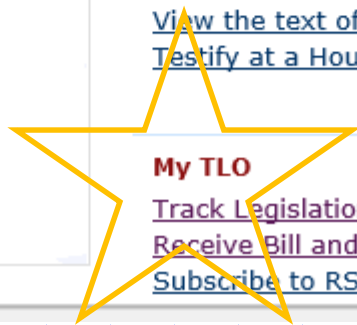 View the text of
Testify at a Hou
My TLO
Track Legislatio
Receive Bill and
Subscribe to RS